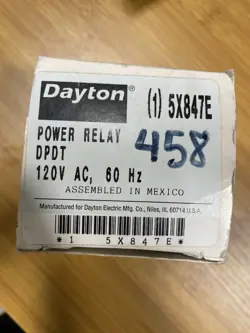 Dayton® (1) 5X847E
POWER RELAY 458
DPDT
120V AC, 60 Hz
ASSEMBLED IN MEXICO
Manufactured for Dayton Electric Mfg. Co., Niles, Ill. 60714 U.S.A.
*1 5X847E*